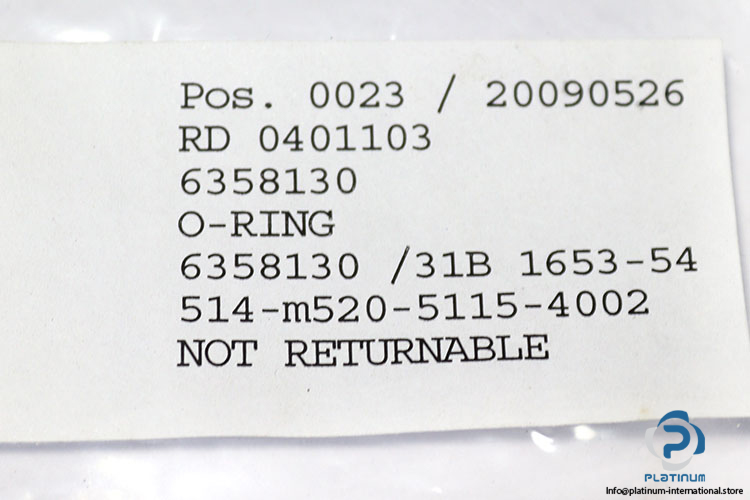 Pos. 0023 / 20090526
RD 0401103
6358130
O-RING
6358130 /31B 1653-54
514-m520-5115-4002
NOT RETURNABLE
PLATINUM
Info@platinum-international.store